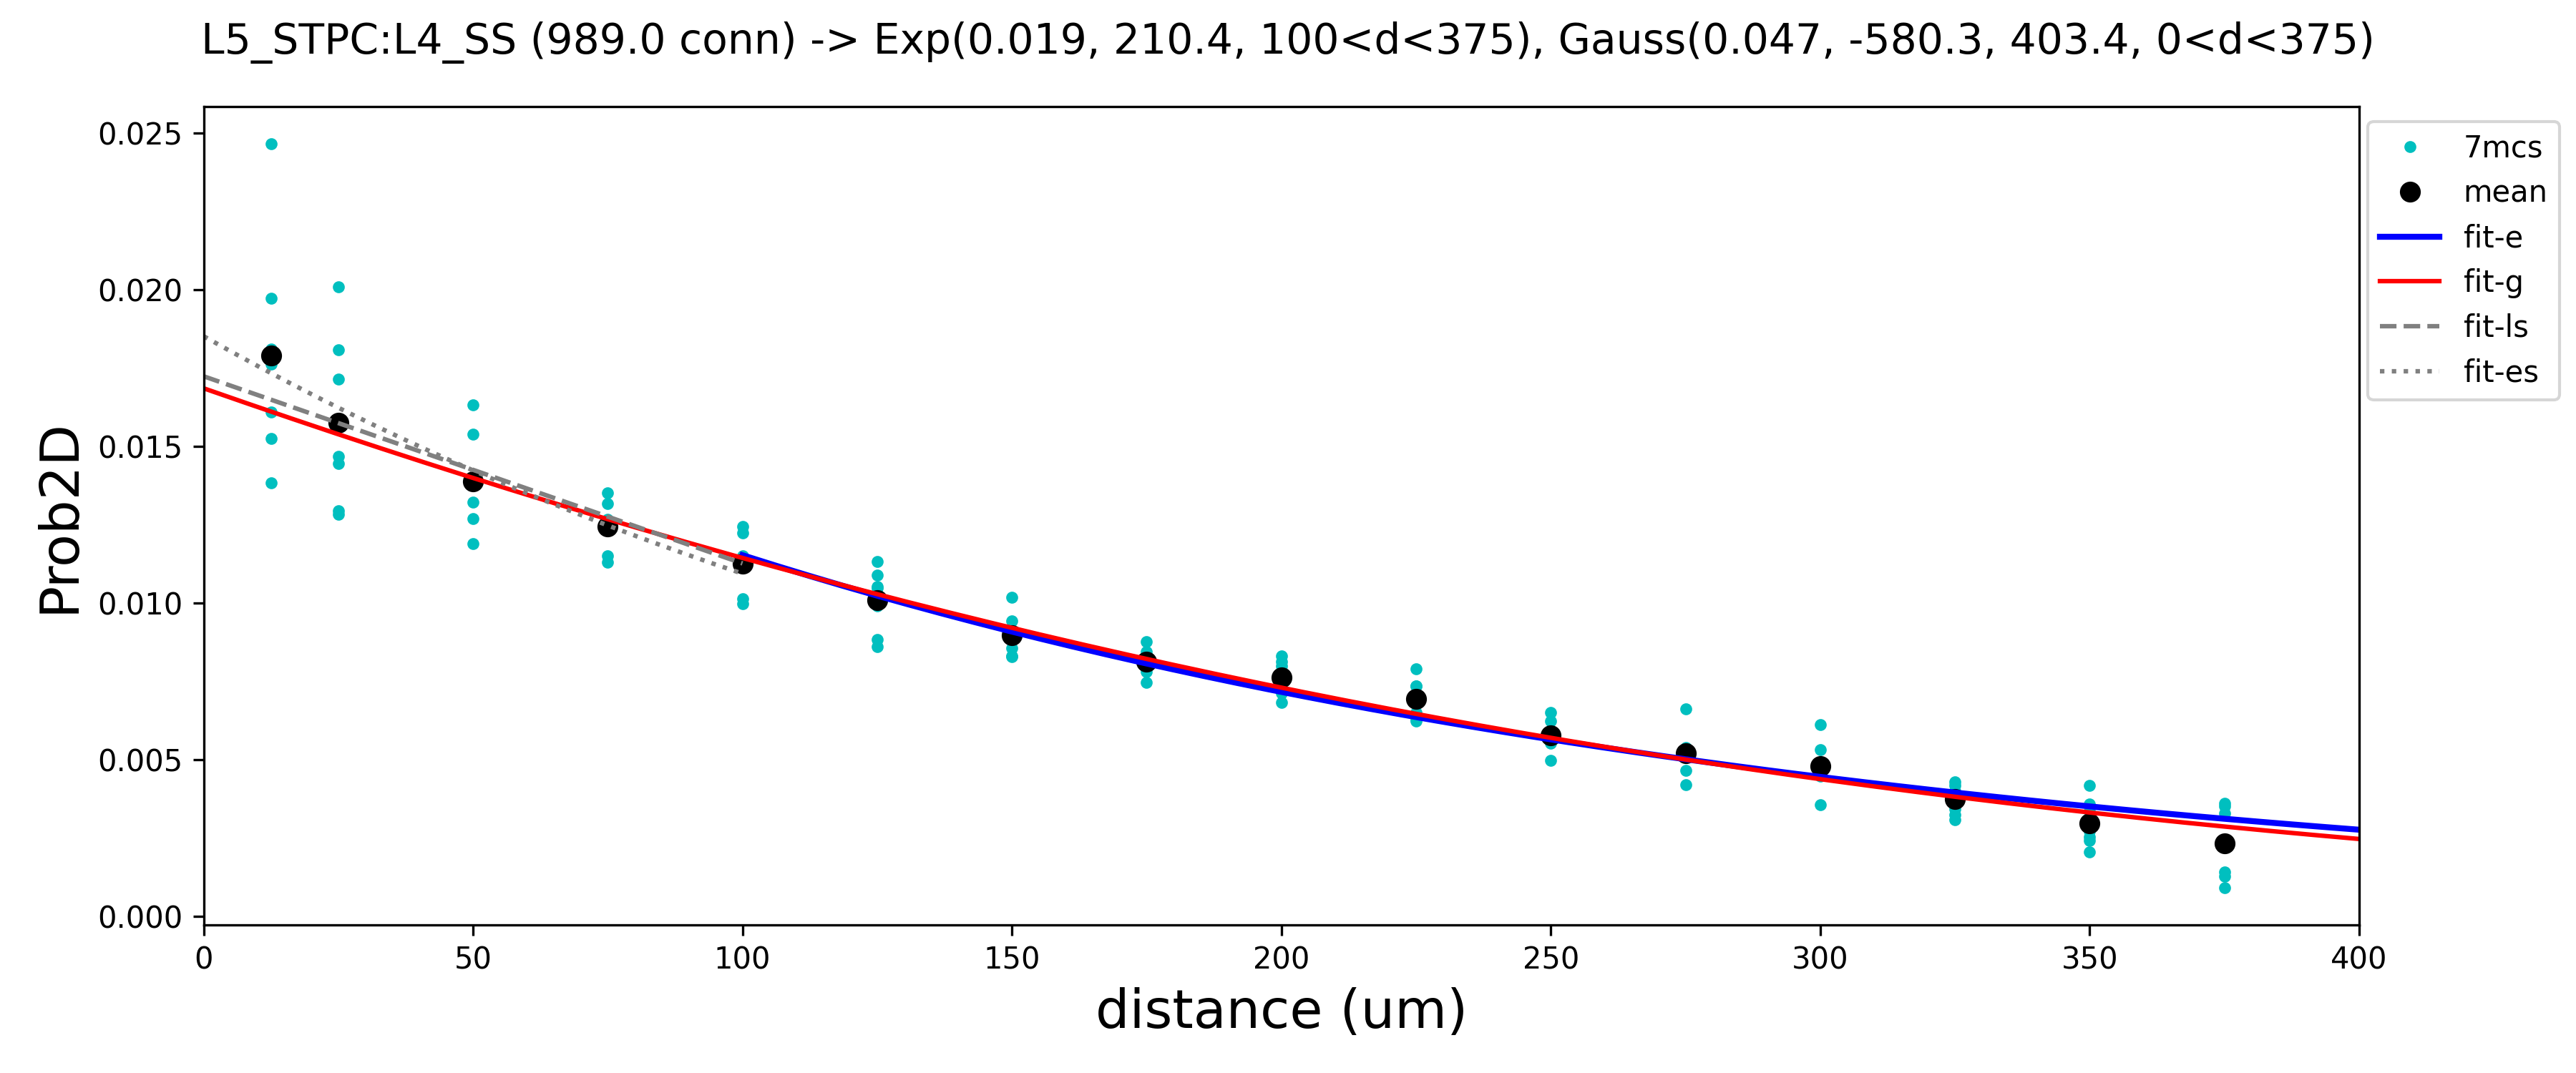 L5_STPC:L4_SS (989.0 conn) -> Exp(0.019, 210.4, 100<d<375), Gauss(0.047, -580.3, 403.4, 0<d<375)
7mcs
mean
fit-e
fit-g
fit-ls
fit-es
Prob2D
0.025
0.020
0.015
0.010
0.005
0.000
0 50 100 150 200 250 300 350 400
distance (um)